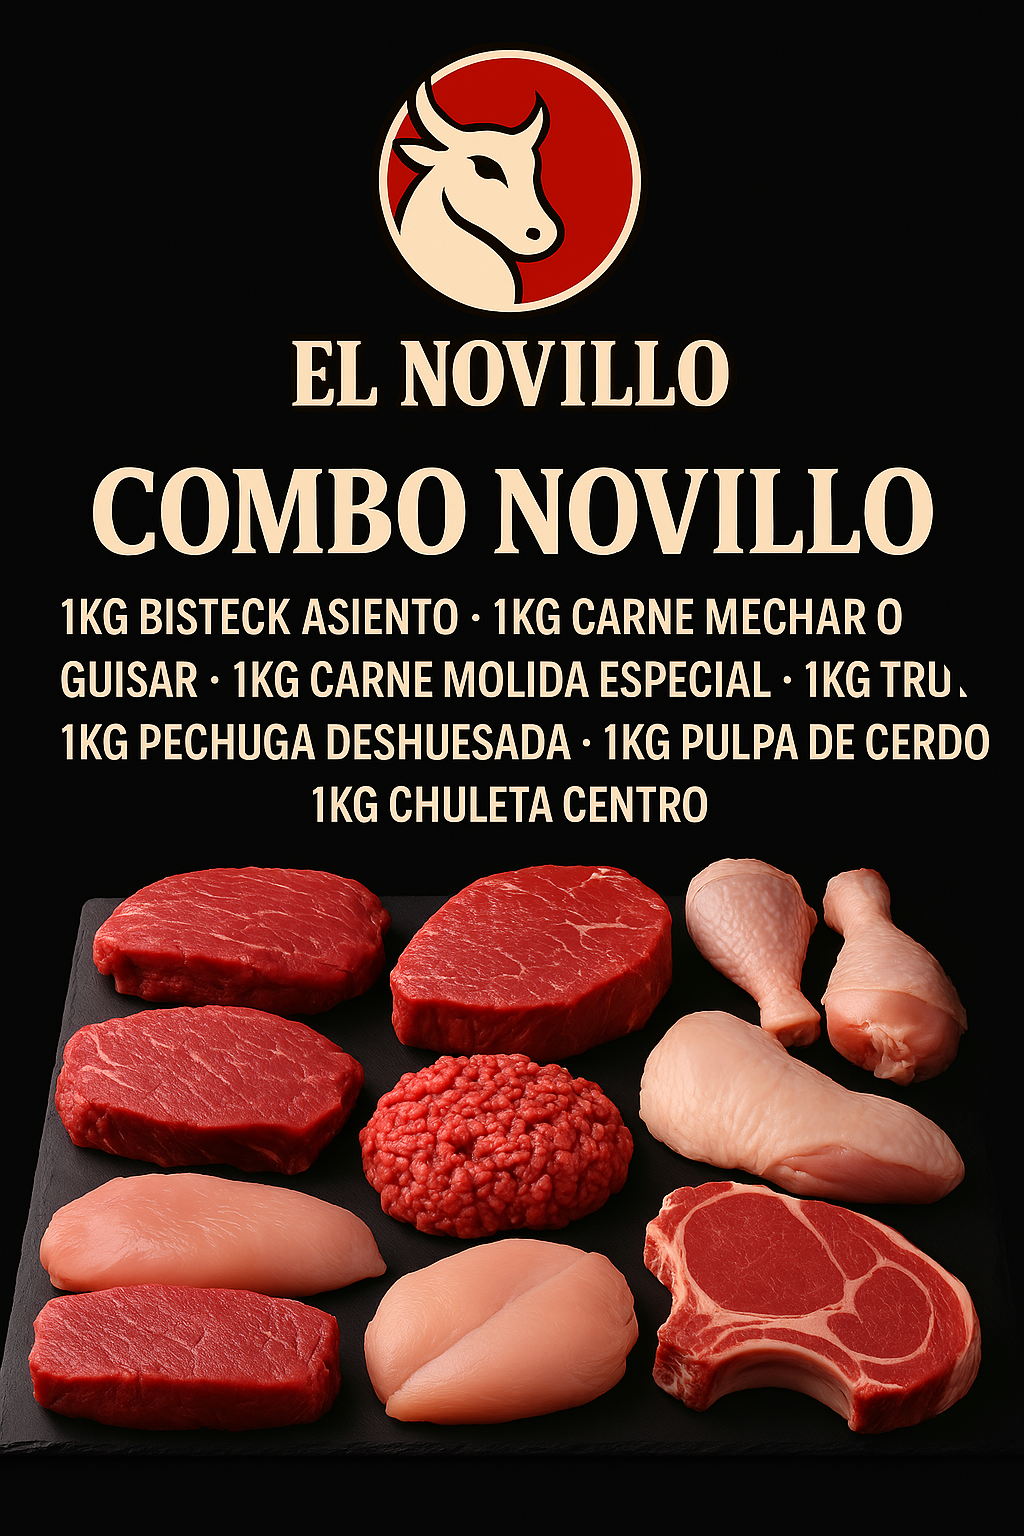 EL NOVILLO
COMBO NOVILLO
1KG BISTECK ASIENTO · 1KG CARNE MECHAR O
GUISAR · 1KG CARNE MOLIDA ESPECIAL · 1KG
1KG PECHUGA DESHUESADA · 1KG PULPA DE CERDO
1KG CHULETA CENTRO